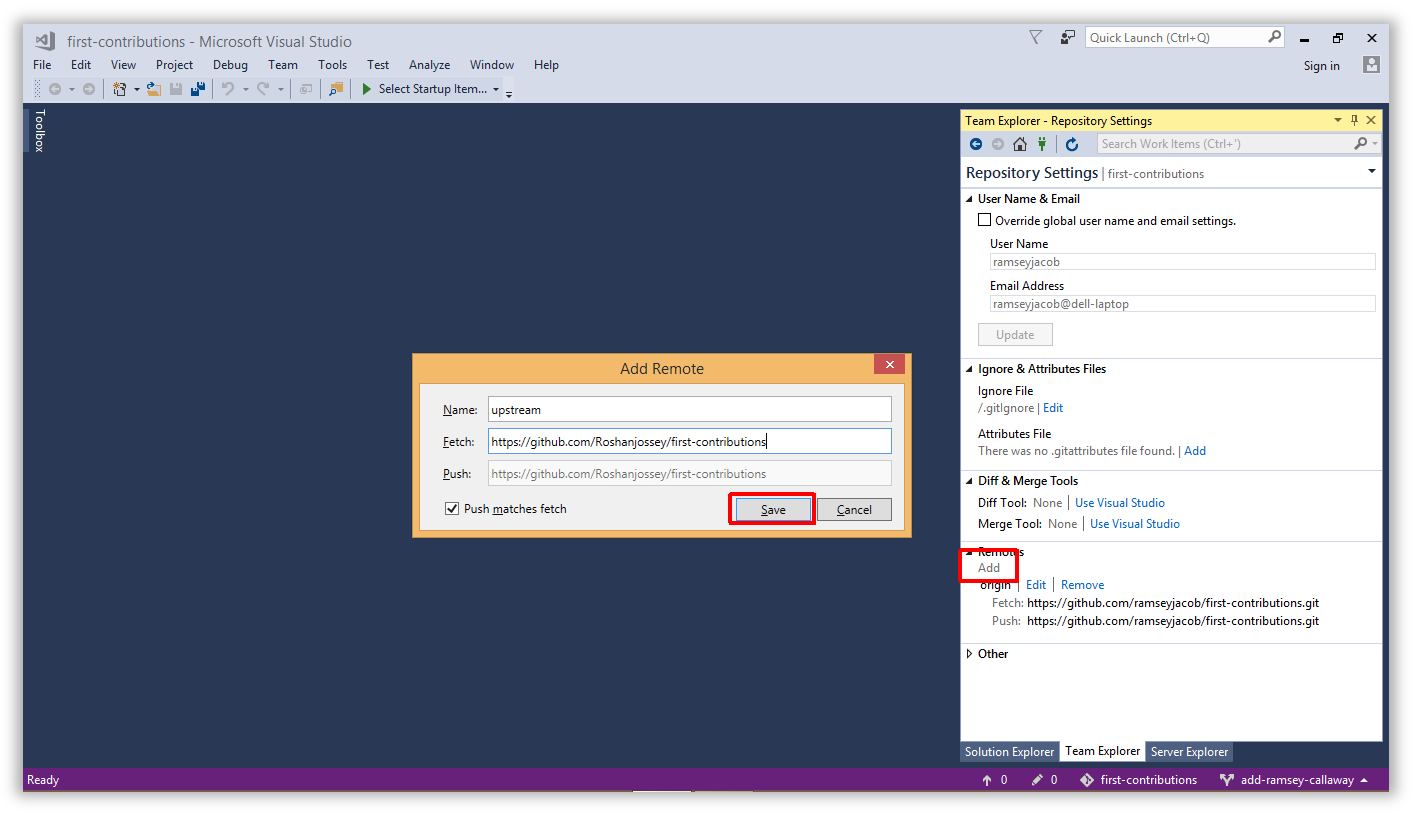 first-contributions - Microsoft Visual Studio
Quick Launch (Ctrl+Q)
File Edit View Project Debug Team Tools Test Analyze Window Help
Sign in
Select Startup Item...
Toolbox
Team Explorer - Repository Settings
Search Work Items (Ctrl+')
Repository Settings | first-contributions
User Name & Email
Override global user name and email settings.
User Name
ramseyjacob
Email Address
ramseyjacob@dell-laptop
Update
Ignore & Attributes Files
Ignore File
/.gitIgnore | Edit
Attributes File
There was no .gitattributes file found. | Add
Diff & Merge Tools
Diff Tool: None | Use Visual Studio
Merge Tool: None | Use Visual Studio
Remotes
Add
origin | Edit | Remove
Fetch: https://github.com/ramseyjacob/first-contributions.git
Push: https://github.com/ramseyjacob/first-contributions.git
Other
Solution Explorer Team Explorer Server Explorer
Add Remote
Name: upstream
Fetch: https://github.com/Roshanjossey/first-contributions
Push: https://github.com/Roshanjossey/first-contributions
Push matches fetch
Save Cancel
Ready
0 0 first-contributions add-ramsey-callaway